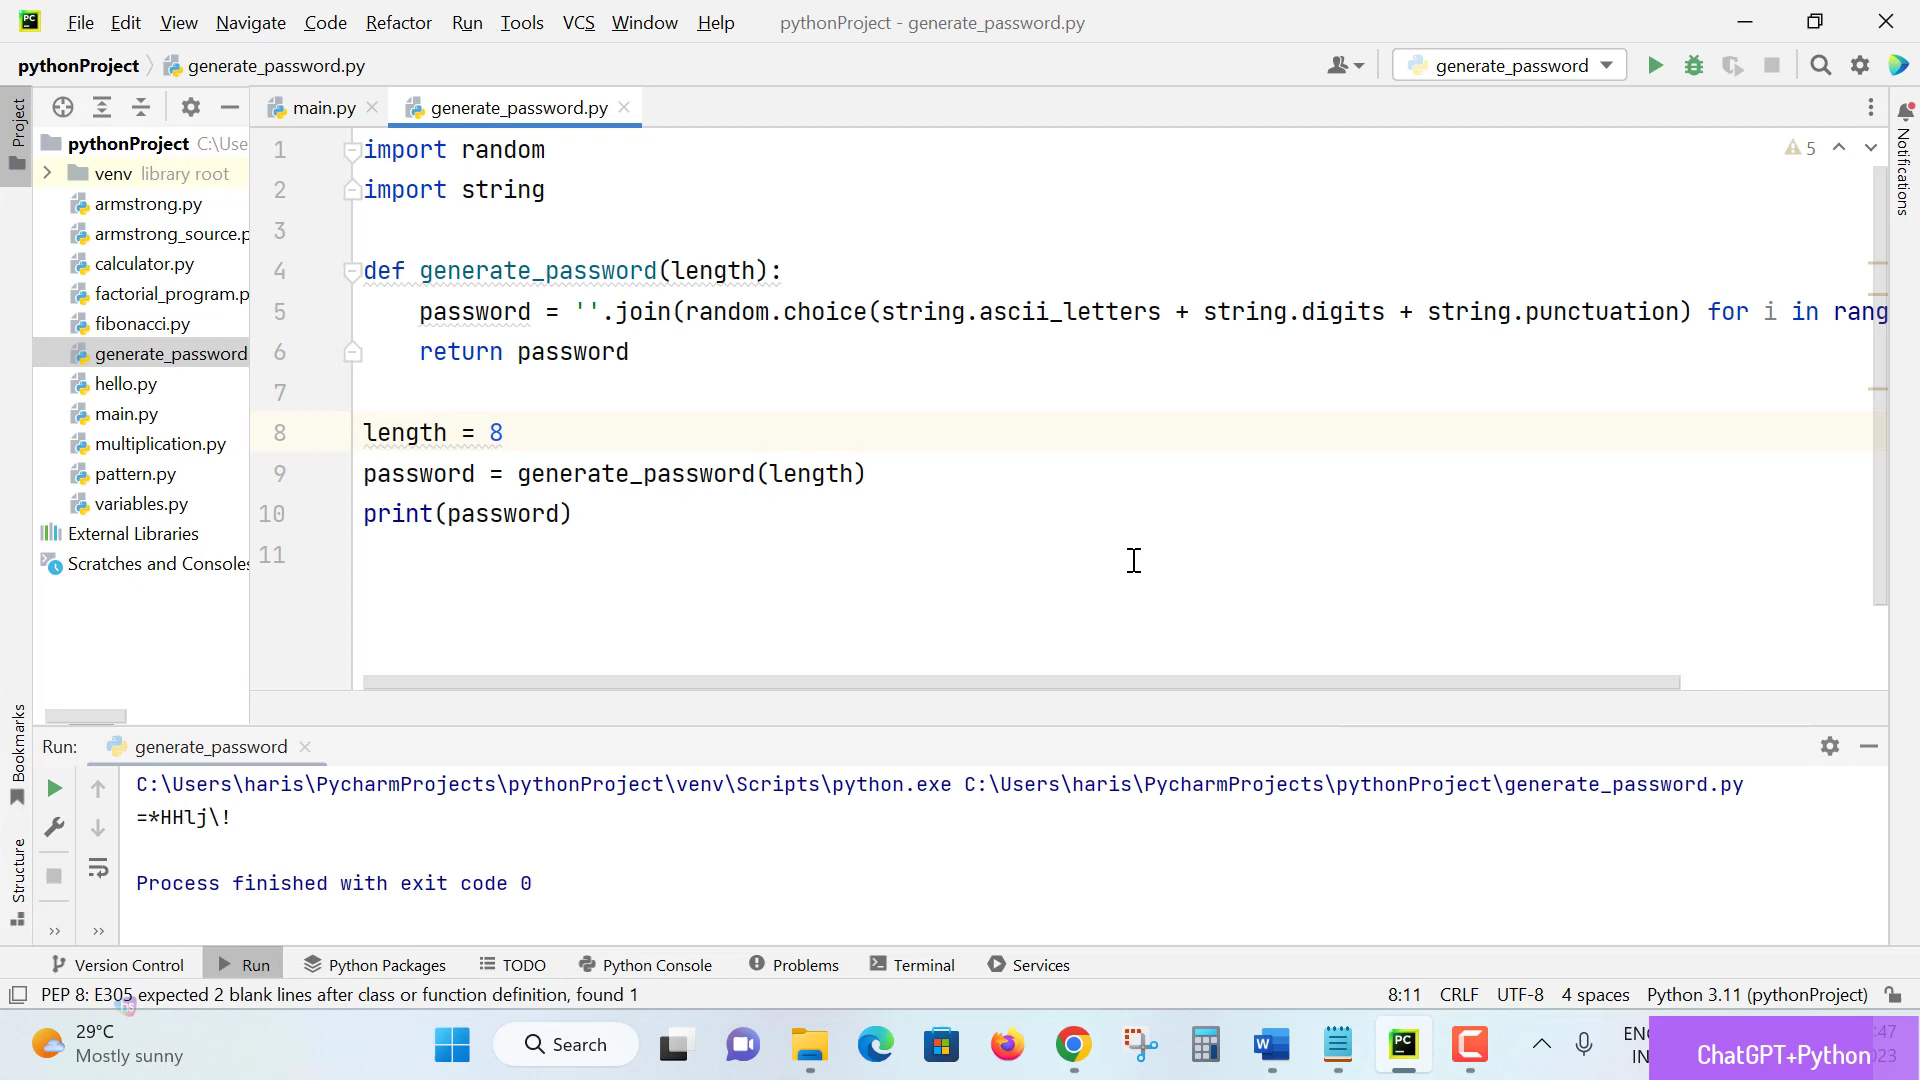 PC File Edit View Navigate Code Refactor Run Tools VCS Window Help pythonProject - generate_password.py
pythonProject generate_password.py generate_password
Project
main.py generate_password.py
Notifications
pythonProject C:\Use
venv library root
armstrong.py
armstrong_source.p
calculator.py
factorial_program.p
fibonacci.py
generate_password
hello.py
main.py
multiplication.py
pattern.py
variables.py
External Libraries
Scratches and Consoles
5
1 import random
2 import string
3
4 def generate_password(length):
5 password = ''.join(random.choice(string.ascii_letters + string.digits + string.punctuation) for i in rang
6 return password
7
8 length = 8
9 password = generate_password(length)
10 print(password)
11
Bookmarks
Structure
Run: generate_password
C:\Users\haris\PycharmProjects\pythonProject\venv\Scripts\python.exe C:\Users\haris\PycharmProjects\pythonProject\generate_password.py
=*HHlj\!
Process finished with exit code 0
Version Control Run Python Packages TODO Python Console Problems Terminal Services
PEP 8: E305 expected 2 blank lines after class or function definition, found 1 8:11 CRLF UTF-8 4 spaces Python 3.11 (pythonProject)
29°C
Mostly sunny
Search
PC
ChatGPT+Python